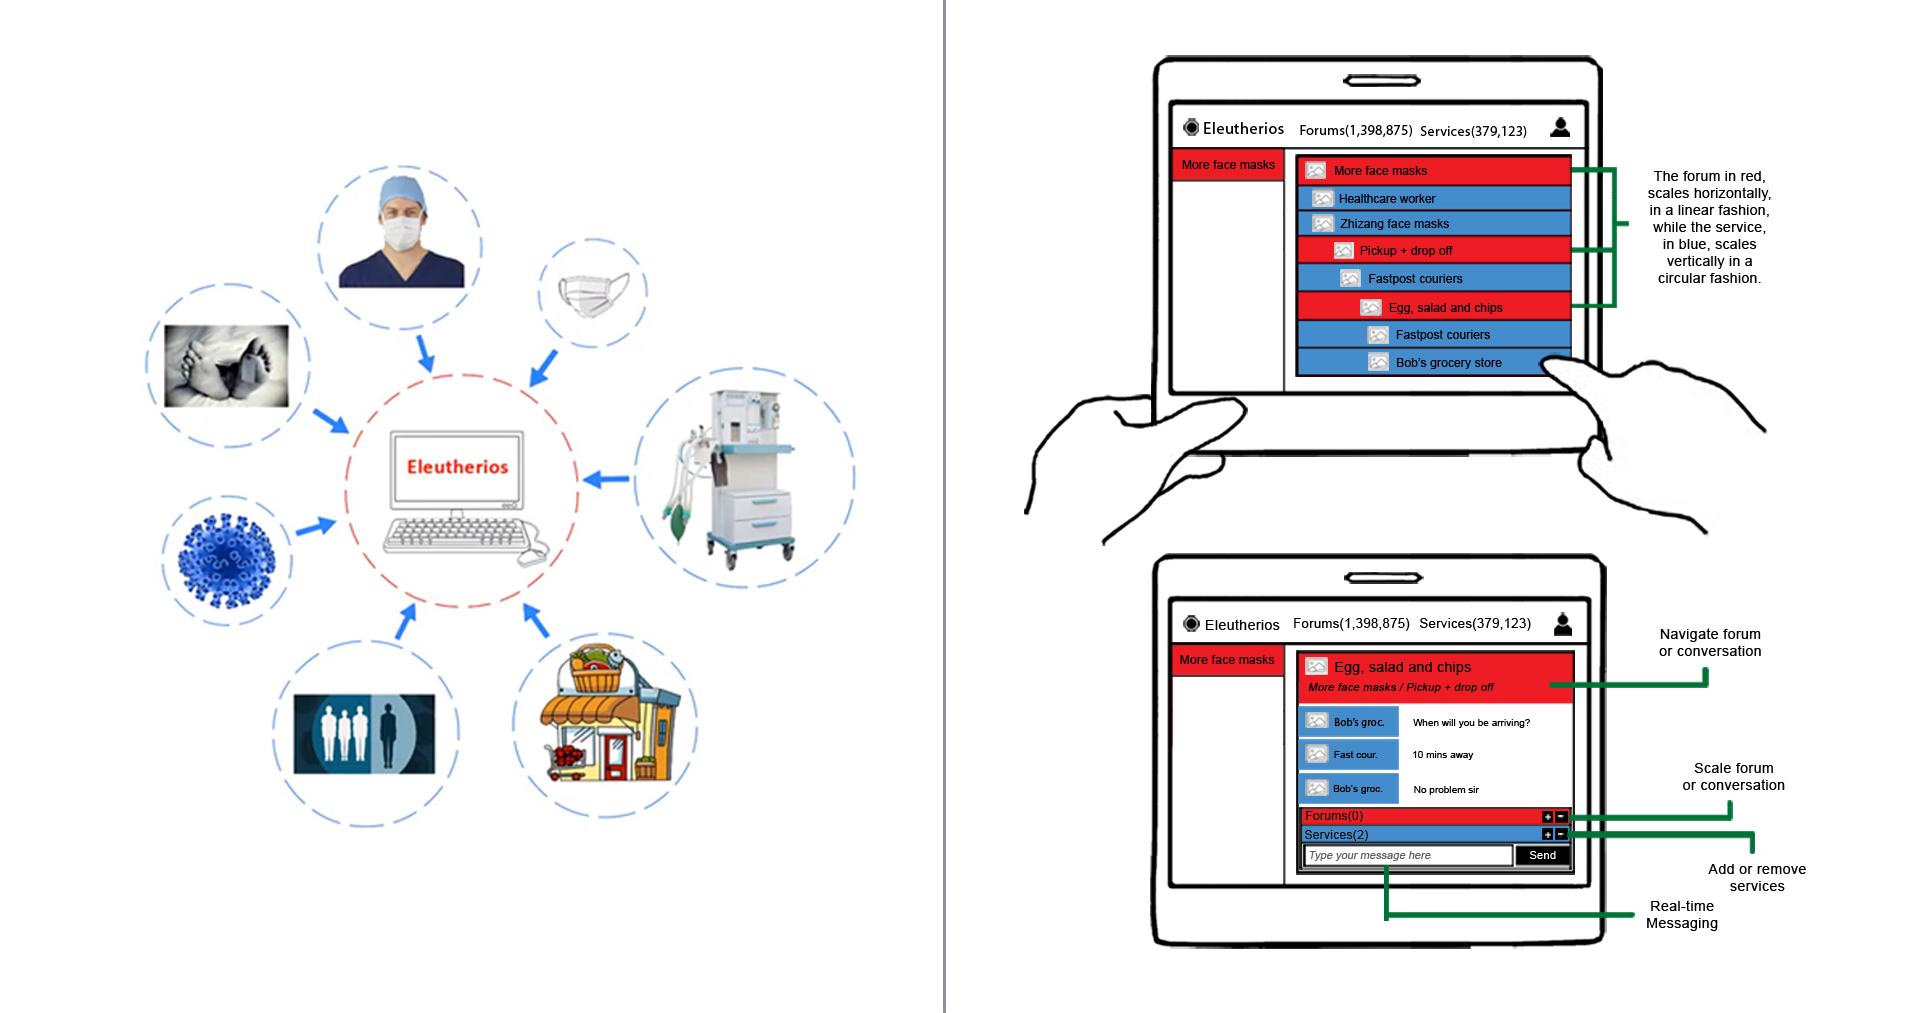 Eleutherios
Eleutherios Forums(1,398,875) Services(379,123)
More face masks
More face masks
Healthcare worker
Zhizang face masks
Pickup + drop off
Fastpost couriers
Egg, salad and chips
Fastpost couriers
Bob's grocery store
The forum in red,
scales horizontally,
in a linear fashion,
while the service,
in blue, scales
vertically in a
circular fashion.
Eleutherios Forums(1,398,875) Services(379,123)
More face masks
Egg, salad and chips
More face masks / Pickup + drop off
Bob's groc. When will you be arriving?
Fast cour. 10 mins away
Bob's groc. No problem sir
Forums(0) + -
Services(2) + -
Type your message here Send
Navigate forum
or conversation
Scale forum
or conversation
Add or remove
services
Real-time
Messaging